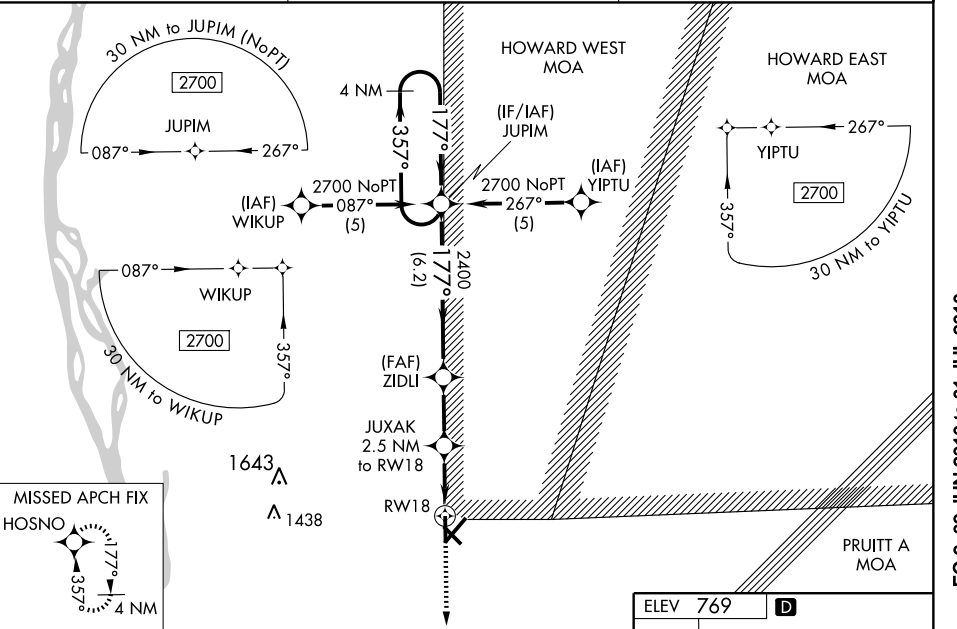 30 NM to JUPIM (NoPT)
2700
JUPIM
087°
267°
4 NM
357°
177°
HOWARD WEST
MOA
(IF/IAF)
JUPIM
HOWARD EAST
MOA
267°
YIPTU
2700
357°
30 NM to YIPTU
(IAF)
WIKUP
2700 NoPT
087°
(5)
2700 NoPT
267°
(5)
(IAF)
YIPTU
2400
177°
(6.2)
087°
WIKUP
2700
357°
30 NM to WIKUP
(FAF)
ZIDLI
JUXAK
2.5 NM
to RW18
RW18
1643
1438
MISSED APCH FIX
HOSNO
177°
357°
4 NM
PRUITT A
MOA
ELEV 769
D